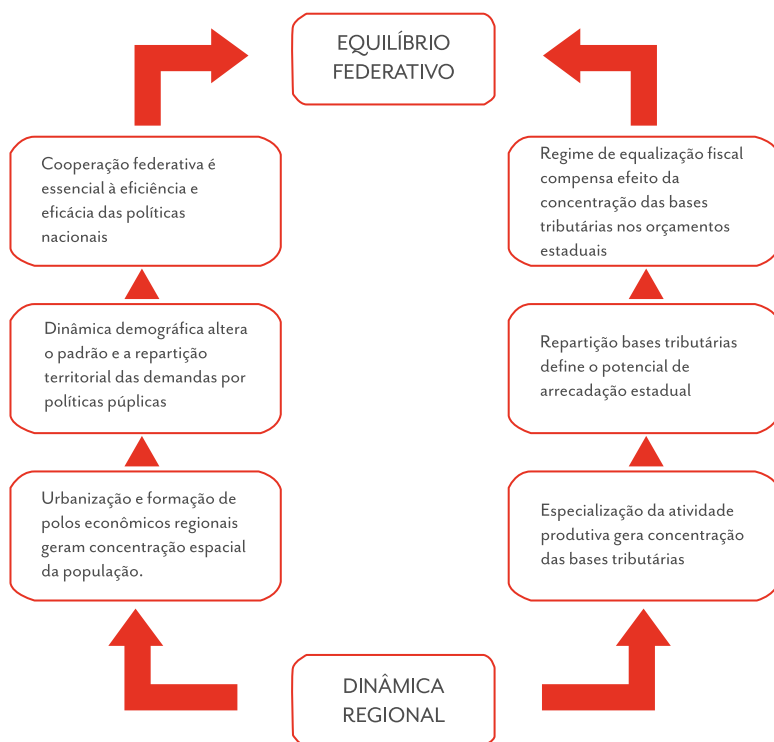 EQUILÍBRIO
FEDERATIVO
Cooperação federativa é
essencial à eficiência e
eficácia das políticas
nacionais
Regime de equalização fiscal
compensa efeito da
concentração das bases
tributárias nos orçamentos
estaduais
Dinâmica demográfica altera
o padrão e a repartição
territorial das demandas por
políticas púplicas
Repartição bases tributárias
define o potencial de
arrecadação estadual
Urbanização e formação de
polos econômicos regionais
geram concentração espacial
da população.
Especialização da atividade
produtiva gera concentração
das bases tributárias
DINÂMICA
REGIONAL